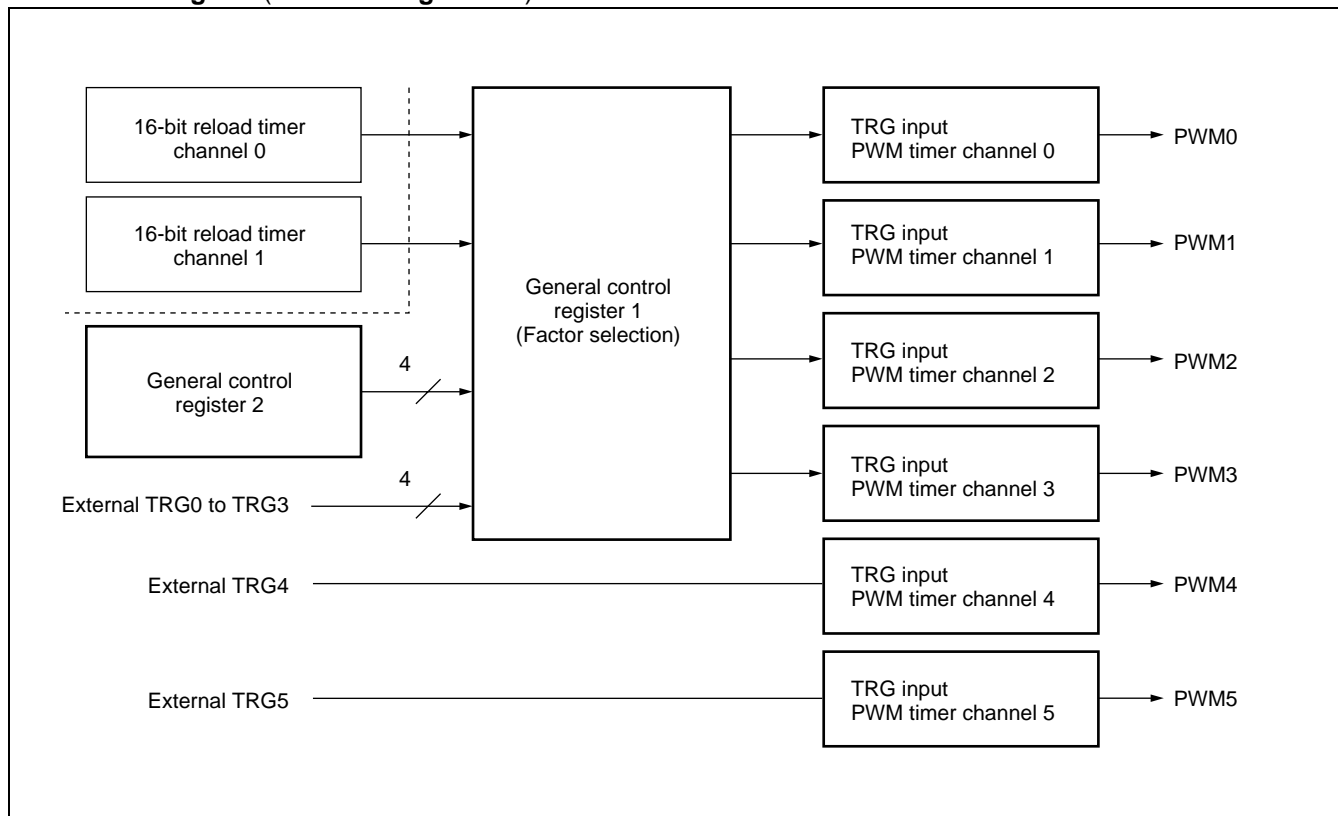 16-bit reload timer
channel 0
16-bit reload timer
channel 1
General control
register 2
4
External TRG0 to TRG3
4
External TRG4
External TRG5
General control
register 1
(Factor selection)
TRG input
PWM timer channel 0
PWM0
TRG input
PWM timer channel 1
PWM1
TRG input
PWM timer channel 2
PWM2
TRG input
PWM timer channel 3
PWM3
TRG input
PWM timer channel 4
PWM4
TRG input
PWM timer channel 5
PWM5